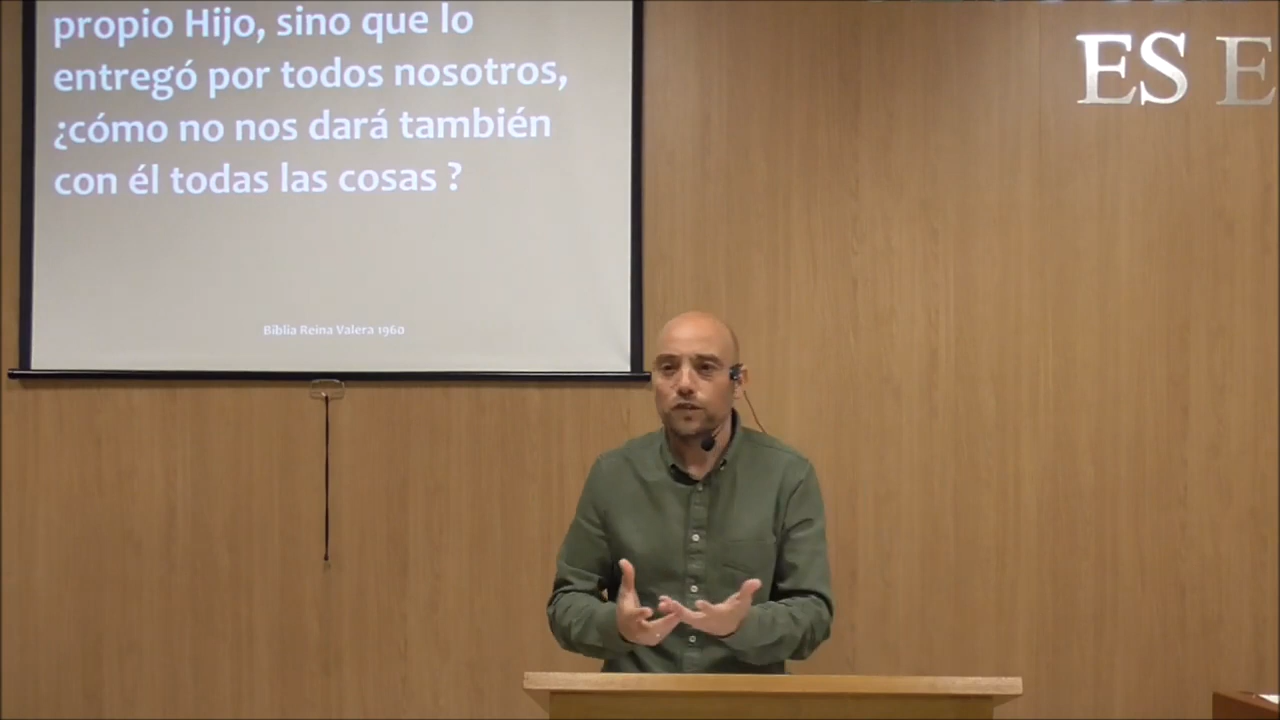 propio Hijo, sino que lo
entregó por todos nosotros,
¿cómo no nos dará también
con él todas las cosas ?
Biblia Reina Valera 1960
ES E